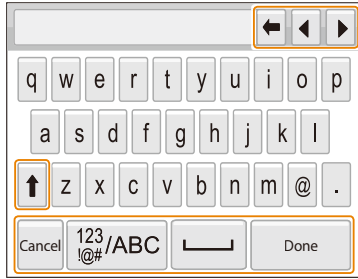 q w e r t y u i o p
a s d f g h j k l
z x c v b n m @ .
Cancel 123 !@# /ABC Done